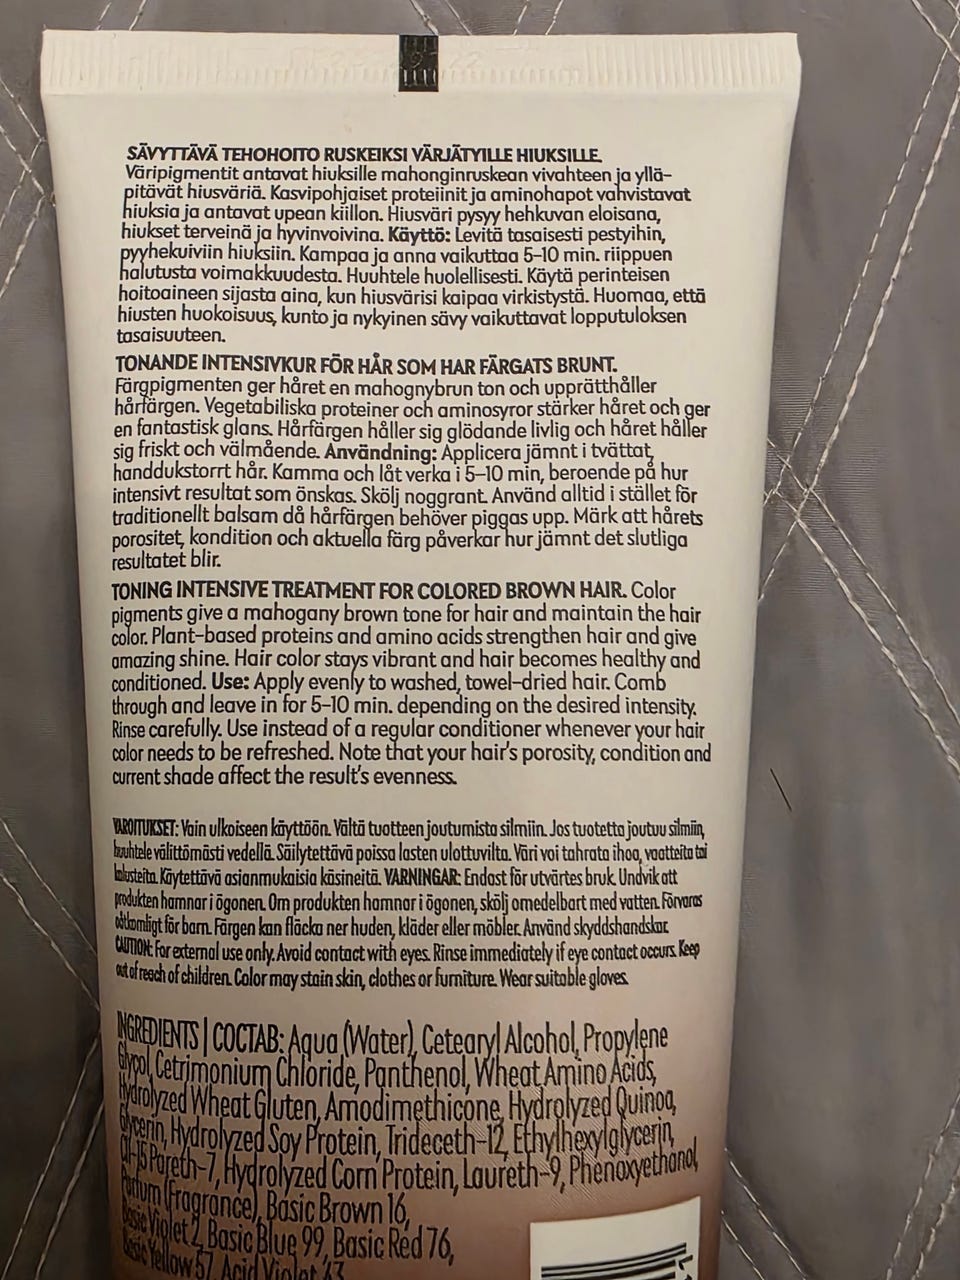 SÄVYTTÄVÄ TEHOHOITO RUSKEIKSI VÄRJÄTYILLE HIUKSILLE.
Väripigmentit antavat hiuksille mahonginruskean vivahteen ja yllä-
pitävät hiusväriä. Kasvipohjaiset proteiinit ja aminohapot vahvistavat
hiuksia ja antavat upean kiillon. Hiusväri pysyy hehkuvan eloisana,
hiukset terveinä ja hyvinvoivina. Käyttö: Levitä tasaisesti pestyihin,
pyyhekuiviin hiuksiin. Kampaa ja anna vaikuttaa 5-10 min. riippuen
halutusta voimakkuudesta. Huuhtele huolellisesti. Käytä perinteisen
hoitoaineen sijasta aina, kun hiusvärisi kaipaa virkistystä. Huomaa, että
hiusten huokoisuus, kunto ja nykyinen sävy vaikuttavat lopputuloksen
tasaisuuteen.
TONANDE INTENSIVKUR FÖR HÅR SOM HAR FÄRGATS BRUNT.
Färgpigmenten ger håret en mahognybrun ton och upprätthåller
hårfärgen. Vegetabiliska proteiner och aminosyror stärker håret och ger
en fantastisk glans. Hårfärgen håller sig glödande livlig och håret håller
sig friskt och välmående. Användning: Applicera jämnt i tvättat,
handdukstorrt hår. Kamma och låt verka i 5–10 min, beroende på hur
intensivt resultat som önskas. Skölj noggrant. Använd alltid i stället för
traditionellt balsam då hårfärgen behöver piggas upp. Märk att hårets
porositet, kondition och aktuella färg påverkar hur jämnt det slutliga
resultatet blir.
TONING INTENSIVE TREATMENT FOR COLORED BROWN HAIR. Color
pigments give a mahogany brown tone for hair and maintain the hair
color. Plant-based proteins and amino acids strengthen hair and give
amazing shine. Hair color stays vibrant and hair becomes healthy and
conditioned. Use: Apply evenly to washed, towel-dried hair. Comb
through and leave in for 5-10 min. depending on the desired intensity.
Rinse carefully. Use instead of a regular conditioner whenever your hair
color needs to be refreshed. Note that your hair's porosity, condition and
current shade affect the result's evenness.
VAROITUKSET: Vain ulkoiseen käyttöön. Vältä tuotteen joutumista silmiin. Jos tuotetta joutuu silmiin,
huuhtele välittömästi vedellä. Säilytettävä poissa lasten ulottuvilta. Väri voi tahrata ihoa, vaatteita tai
kalusteita. Käytettävä asianmukaisia käsineitä. VARNINGAR: Endast för utvärtes bruk. Undvik att
produkten hamnar i ögonen. Om produkten hamnar i ögonen, skölj omedelbart med vatten. Förvaras
oåtkomligt för barn. Färgen kan fläcka ner huden, kläder eller möbler. Använd skyddshandskar.
CAUTION: For external use only. Avoid contact with eyes. Rinse immediately if eye contact occurs. Keep
out of reach of children. Color may stain skin, clothes or furniture. Wear suitable gloves.
INGREDIENTS | СОСТАВ: Aqua (Water), Cetearyl Alcohol, Propylene
Glycol, Cetrimonium Chloride, Panthenol, Wheat Amino Acids,
Hydrolyzed Wheat Gluten, Amodimethicone, Hydrolyzed Quinoa,
Glycerin, Hydrolyzed Soy Protein, Trideceth-12, Ethylhexylglycerin,
C11-15 Pareth-7, Hydrolyzed Corn Protein, Laureth-9, Phenoxyethanol,
Parfum (Fragrance), Basic Brown 16,
Basic Violet 2, Basic Blue 99, Basic Red 76,
Basic Yellow 57, Acid Violet 43